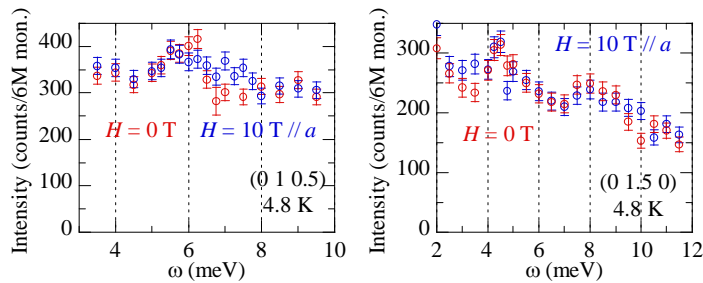 400
300
200
100
0
Intensity (counts/6M mon.)
H = 0 T
H = 10 T // a
(0 1 0.5)
4.8 K
4
6
8
10
ω (meV)
300
200
100
0
Intensity (counts/6M mon.)
H = 10 T // a
H = 0 T
(0 1.5 0)
4.8 K
2
4
6
8
10
12
ω (meV)